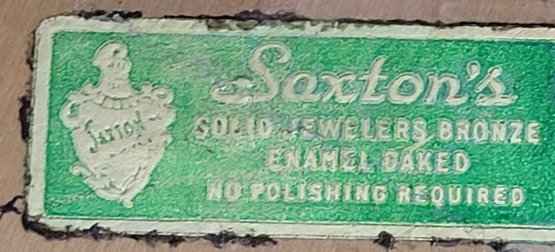 SAXTON
Saxton's
SOLID JEWELERS BRONZE
ENAMEL BAKED
NO POLISHING REQUIRED